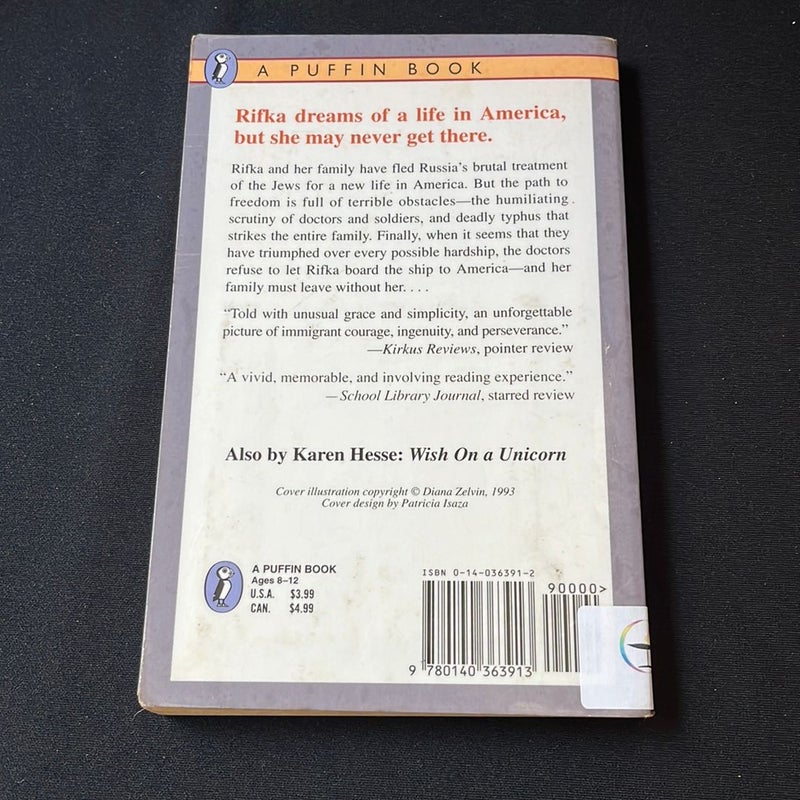 A PUFFIN BOOK
Rifka dreams of a life in America,
but she may never get there.
Rifka and her family have fled Russia's brutal treatment
of the Jews for a new life in America. But the path to
freedom is full of terrible obstacles—the humiliating
scrutiny of doctors and soldiers, and deadly typhus that
strikes the entire family. Finally, when it seems that they
have triumphed over every possible hardship, the doctors
refuse to let Rifka board the ship to America—and her
family must leave without her. . . .
“Told with unusual grace and simplicity, an unforgettable
picture of immigrant courage, ingenuity, and perseverance.”
—Kirkus Reviews, pointer review
“A vivid, memorable, and involving reading experience.”
—School Library Journal, starred review
Also by Karen Hesse: Wish On a Unicorn
Cover illustration copyright © Diana Zelvin, 1993
Cover design by Patricia Isaza
A PUFFIN BOOK
Ages 8–12
U.S.A. $3.99
CAN. $4.99
ISBN 0-14-036391-2
90000>
9 780140 363913